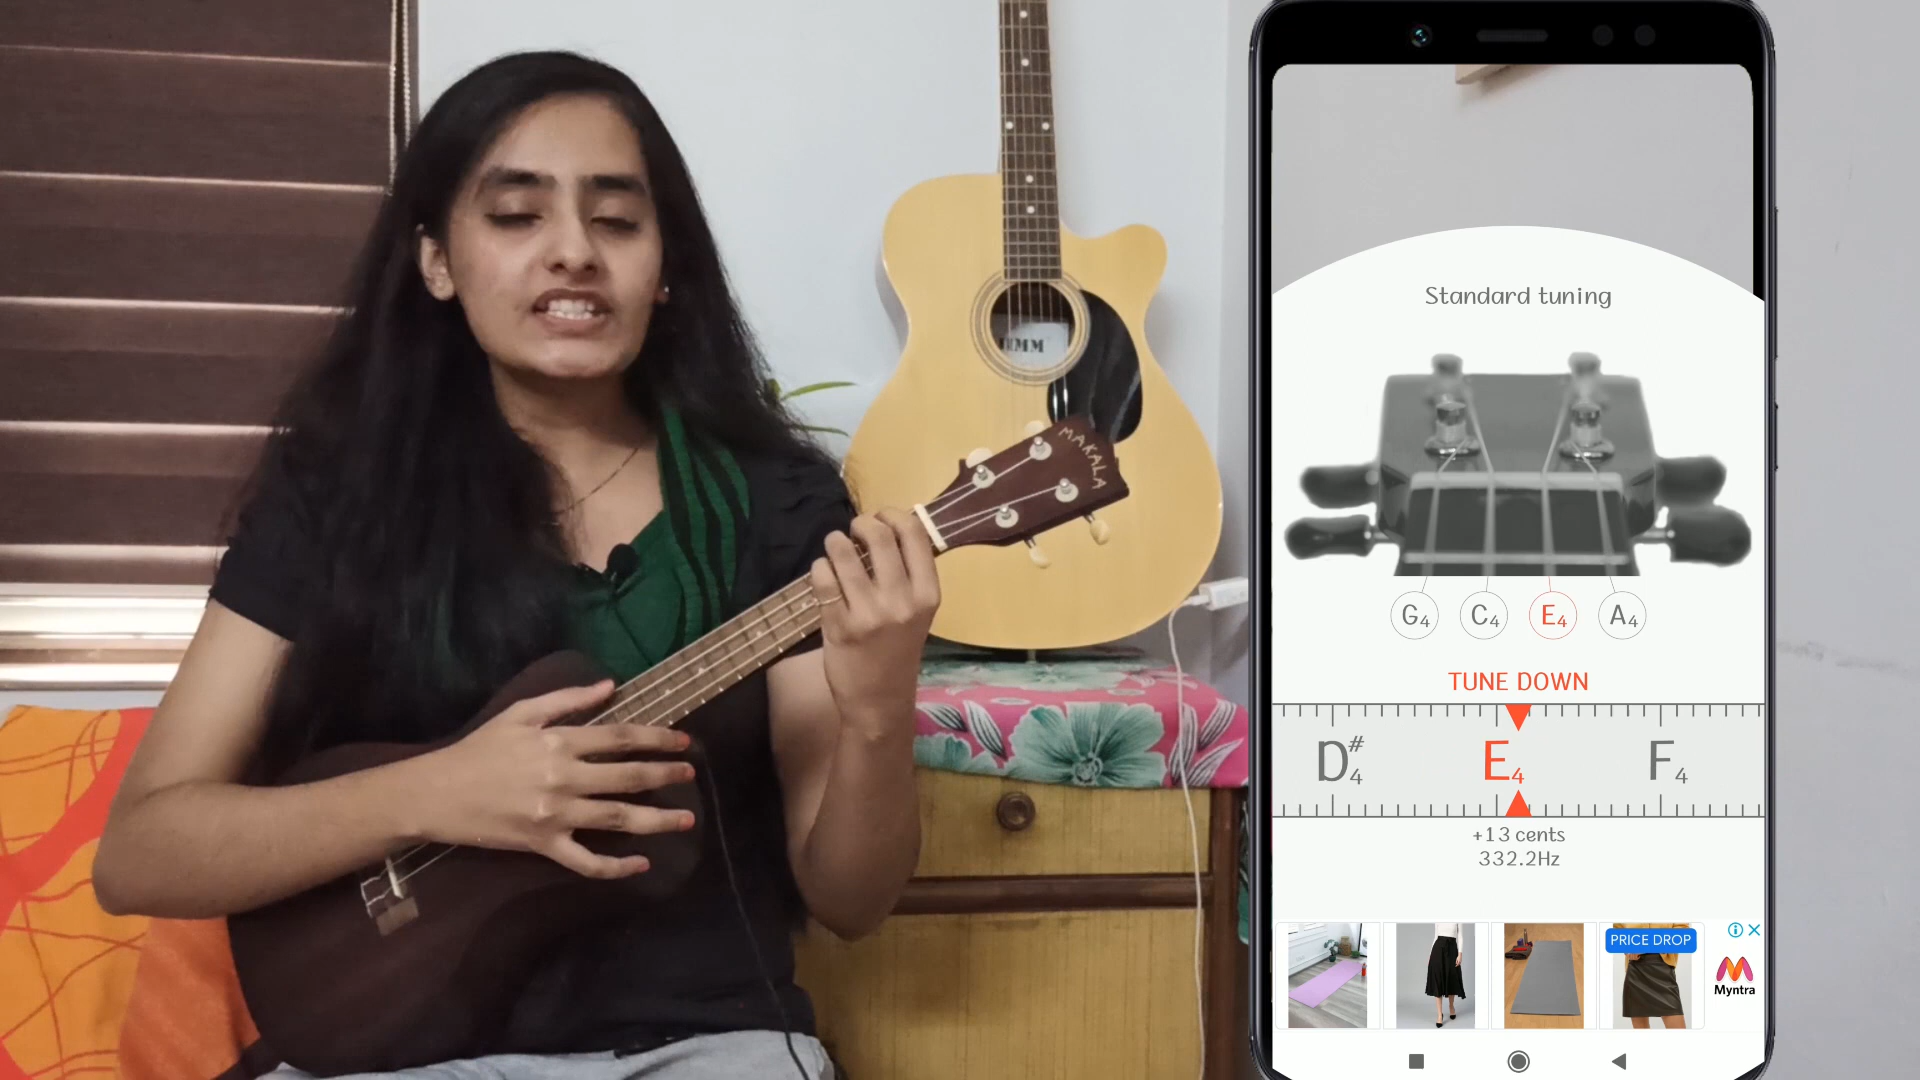 MAKALA
Standard tuning
G4 C4 E4 A4
TUNE DOWN
D#4 E4 F4
+13 cents
332.2Hz
PRICE DROP
Myntra